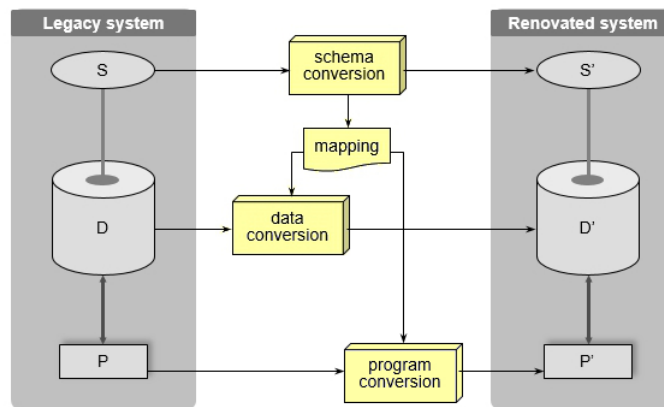 Legacy system
Renovated system
S
schema
conversion
S'
mapping
D
data
conversion
D'
P
program
conversion
P'